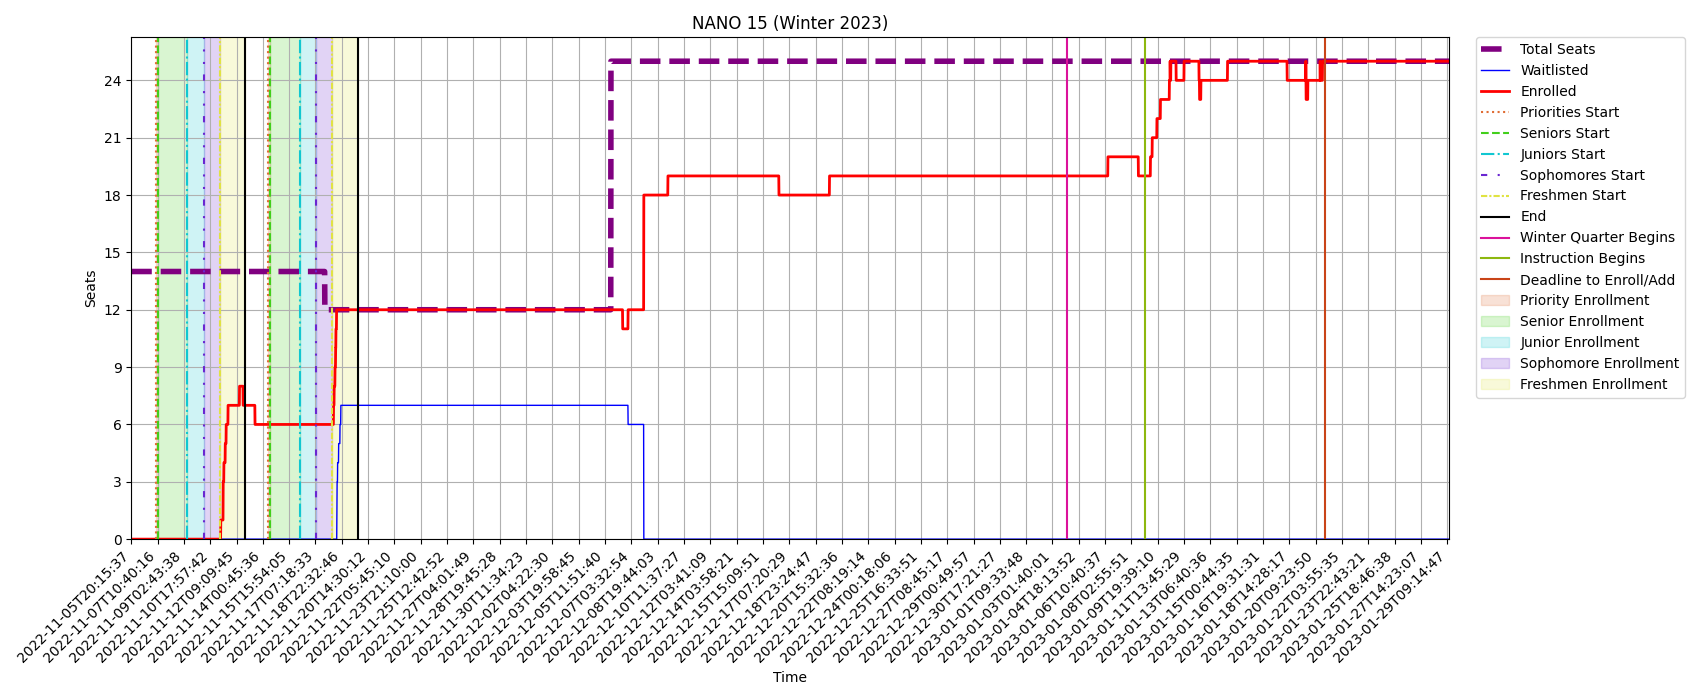 NANO 15 (Winter 2023)
Seats
24
21
18
15
12
9
6
3
0
2022-11-05T20:15:37
2022-11-07T10:40:16
2022-11-09T02:43:38
2022-11-10T17:57:42
2022-11-12T09:09:45
2022-11-14T00:45:36
2022-11-15T15:54:05
2022-11-17T07:18:33
2022-11-18T22:32:46
2022-11-20T14:30:12
2022-11-22T05:45:10
2022-11-23T21:10:00
2022-11-25T12:42:52
2022-11-27T04:01:49
2022-11-28T19:45:28
2022-11-30T11:34:23
2022-12-02T04:22:30
2022-12-03T19:58:45
2022-12-05T11:51:40
2022-12-07T03:32:54
2022-12-08T19:44:03
2022-12-10T11:37:27
2022-12-12T03:41:09
2022-12-14T03:58:21
2022-12-15T15:09:51
2022-12-17T07:20:29
2022-12-18T23:24:47
2022-12-20T15:32:36
2022-12-22T08:19:14
2022-12-24T00:18:06
2022-12-25T16:33:51
2022-12-27T08:45:17
2022-12-29T00:49:57
2022-12-30T17:21:27
2023-01-01T09:33:48
2023-01-03T01:40:01
2023-01-04T18:13:52
2023-01-06T10:40:37
2023-01-08T02:55:51
2023-01-09T19:39:10
2023-01-11T13:45:29
2023-01-13T06:40:36
2023-01-15T00:44:35
2023-01-16T19:31:31
2023-01-18T14:28:17
2023-01-20T09:23:50
2023-01-22T03:55:35
2023-01-23T22:43:21
2023-01-25T18:46:38
2023-01-27T14:23:07
2023-01-29T09:14:47
Time
Total Seats
Waitlisted
Enrolled
Priorities Start
Seniors Start
Juniors Start
Sophomores Start
Freshmen Start
End
Winter Quarter Begins
Instruction Begins
Deadline to Enroll/Add
Priority Enrollment
Senior Enrollment
Junior Enrollment
Sophomore Enrollment
Freshmen Enrollment